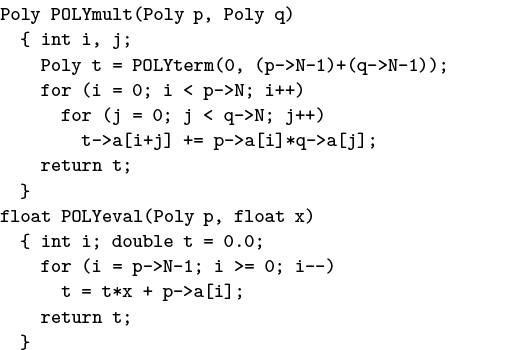 Poly POLYmult(Poly p, Poly q)
  { int i, j;
    Poly t = POLYterm(0, (p->N-1)+(q->N-1));
    for (i = 0; i < p->N; i++)
      for (j = 0; j < q->N; j++)
        t->a[i+j] += p->a[i]*q->a[j];
    return t;
  }
float POLYeval(Poly p, float x)
  { int i; double t = 0.0;
    for (i = p->N-1; i >= 0; i--)
      t = t*x + p->a[i];
    return t;
  }